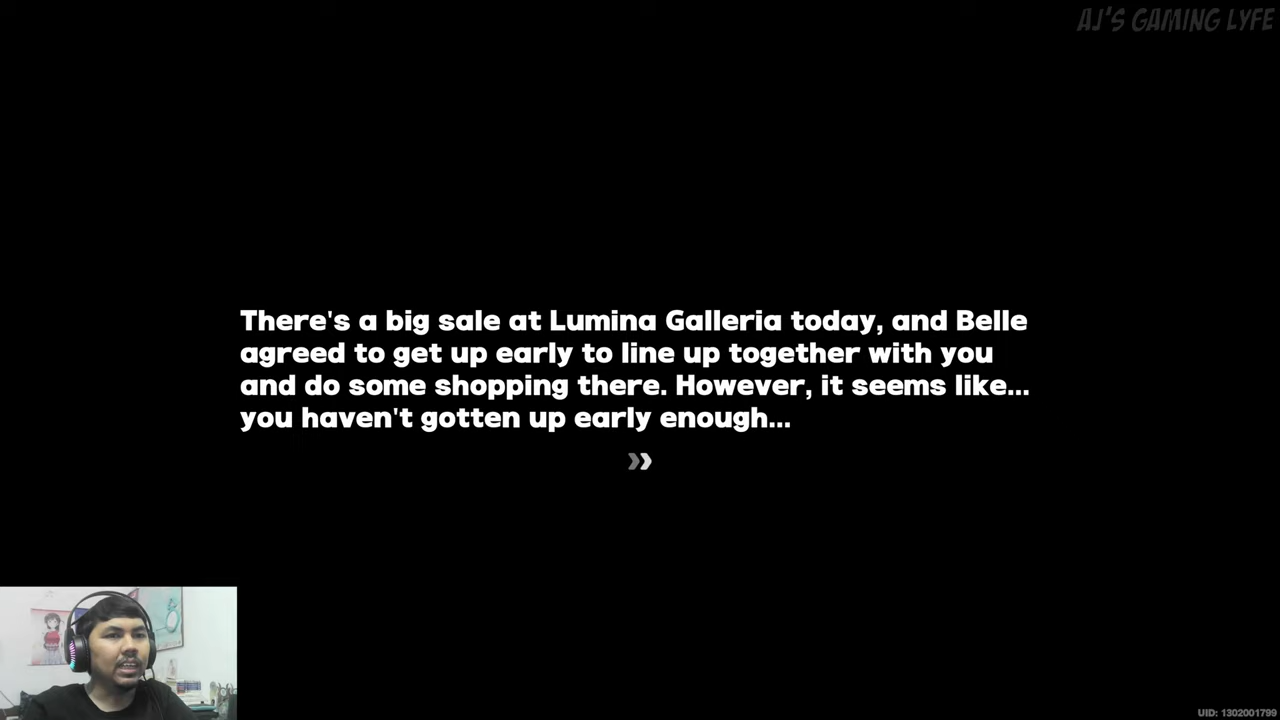 AJ'S GAMING LYFE
There's a big sale at Lumina Galleria today, and Belle
agreed to get up early to line up together with you
and do some shopping there. However, it seems like...
you haven't gotten up early enough...
UID: 1302001799